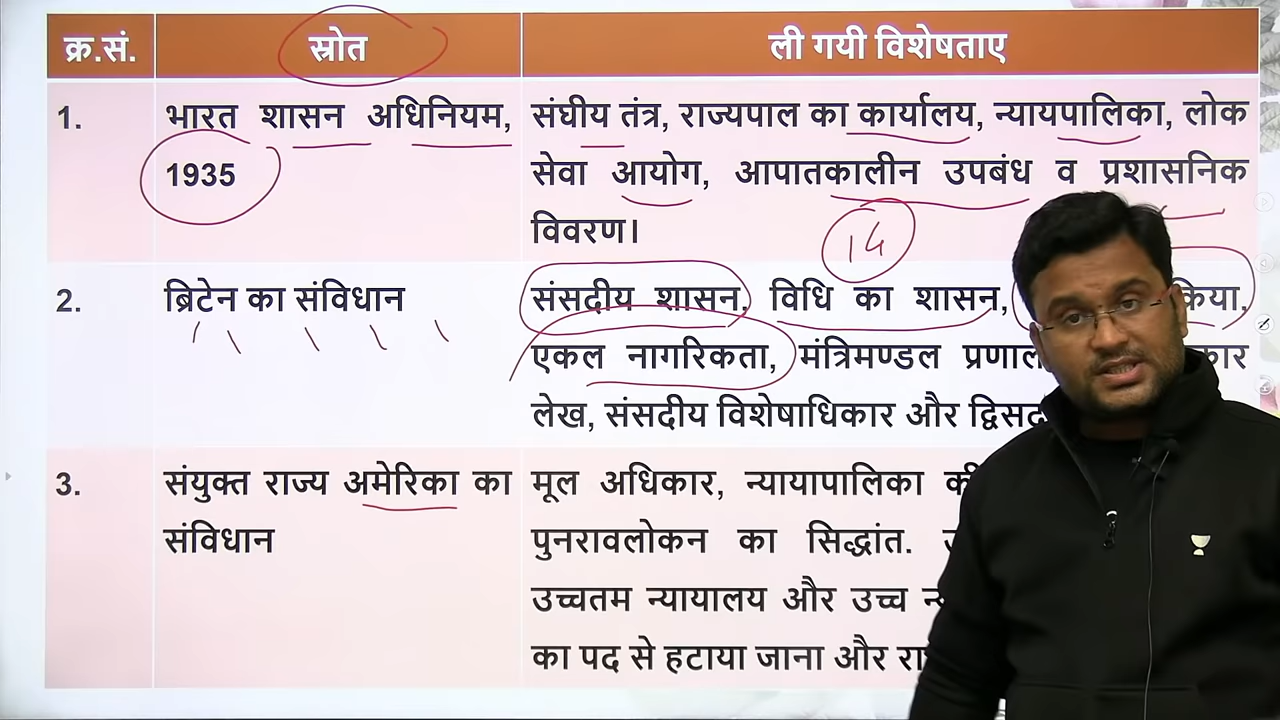 क्र.सं. स्रोत ली गयी विशेषताए
1. भारत शासन अधिनियम, संघीय तंत्र, राज्यपाल का कार्यालय, न्यायपालिका, लोक
1935 सेवा आयोग, आपातकालीन उपबंध व प्रशासनिक
विवरण।
14
2. ब्रिटेन का संविधान संसदीय शासन, विधि का शासन,
एकल नागरिकता, मंत्रिमण्डल
लेख, संसदीय विशेषाधिकार और
3. संयुक्त राज्य अमेरिका का मूल अधिकार, न्यायापालिका
संविधान पुनरावलोकन का सिद्धांत.
उच्चतम न्यायालय और उच्च
का पद से हटाया जाना और